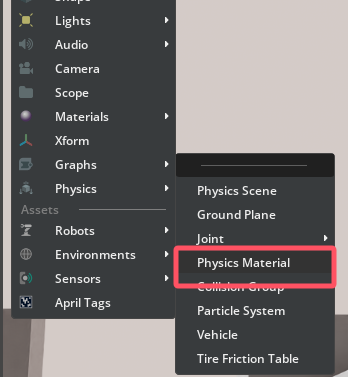 Shape
Lights
Audio
Camera
Scope
Materials
Xform
Graphs
Physics
Assets
Robots
Environments
Sensors
April Tags
Physics Scene
Ground Plane
Joint
Physics Material
Collision Group
Particle System
Vehicle
Tire Friction Table